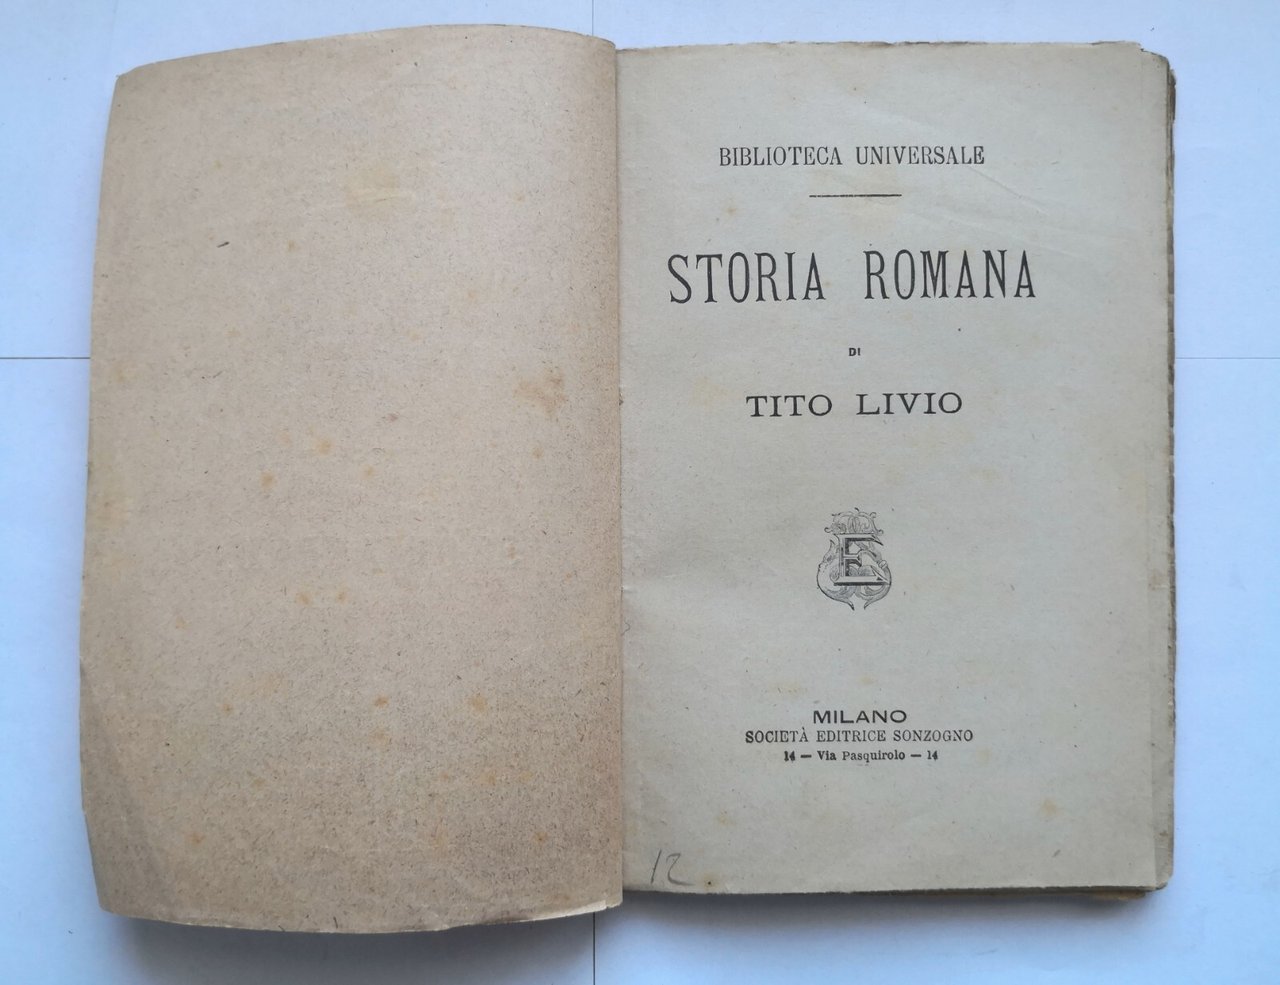 BIBLIOTECA UNIVERSALE
STORIA ROMANA
DI
TITO LIVIO
E
MILANO
SOCIETÀ EDITRICE SONZOGNO
14 — Via Pasquirolo — 14
12